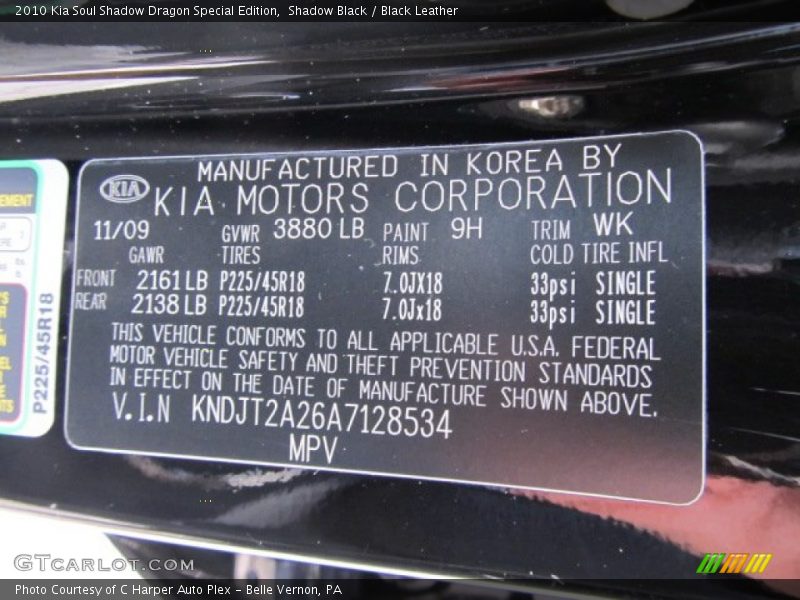 2010 Kia Soul Shadow Dragon Special Edition, Shadow Black / Black Leather
MANUFACTURED IN KOREA BY
KIA KIA MOTORS CORPORATION
11/09 GVWR 3880 LB PAINT 9H TRIM WK
GAWR TIRES RIMS COLD TIRE INFL
FRONT 2161 LB P225/45R18 7.0JX18 33psi SINGLE
REAR 2138 LB P225/45R18 7.0Jx18 33psi SINGLE
THIS VEHICLE CONFORMS TO ALL APPLICABLE U.S.A. FEDERAL
MOTOR VEHICLE SAFETY AND THEFT PREVENTION STANDARDS
IN EFFECT ON THE DATE OF MANUFACTURE SHOWN ABOVE.
V.I.N KNDJT2A26A7128534
MPV
P225/45R18
GTCARLOT.COM
Photo Courtesy of C Harper Auto Plex - Belle Vernon, PA